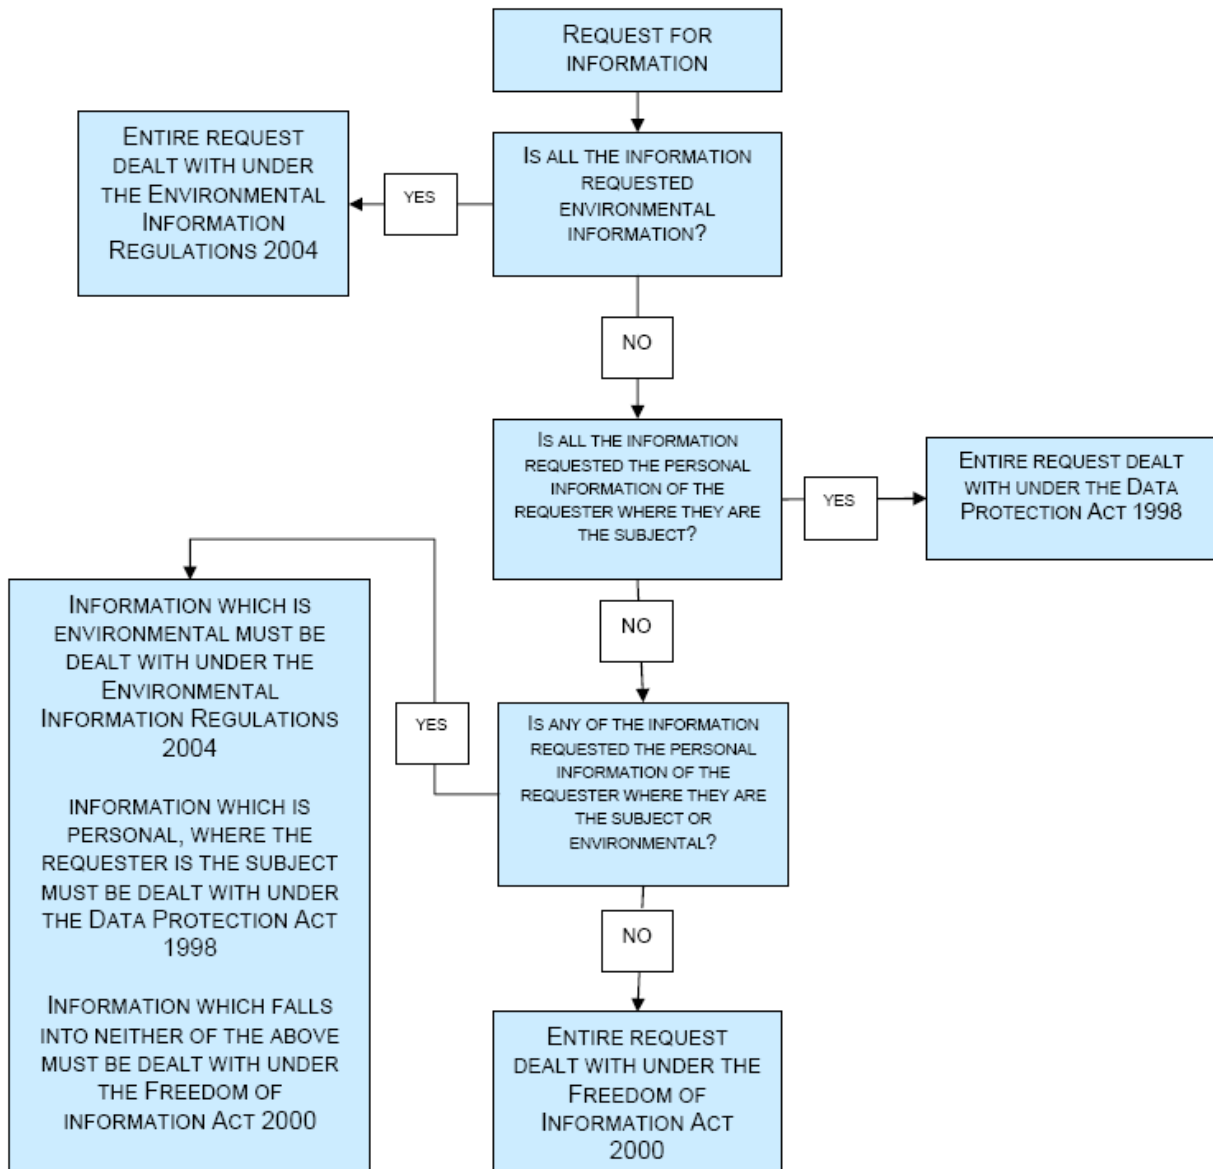 REQUEST FOR
INFORMATION
ENTIRE REQUEST
DEALT WITH UNDER
THE ENVIRONMENTAL
INFORMATION
REGULATIONS 2004
YES
IS ALL THE INFORMATION
REQUESTED
ENVIRONMENTAL
INFORMATION?
NO
IS ALL THE INFORMATION
REQUESTED THE PERSONAL
INFORMATION OF THE
REQUESTER WHERE THEY ARE
THE SUBJECT?
YES
ENTIRE REQUEST DEALT
WITH UNDER THE DATA
PROTECTION ACT 1998
NO
IS ANY OF THE INFORMATION
REQUESTED THE PERSONAL
INFORMATION OF THE
REQUESTER WHERE THEY ARE
THE SUBJECT OR
ENVIRONMENTAL?
YES
INFORMATION WHICH IS
ENVIRONMENTAL MUST BE
DEALT WITH UNDER THE
ENVIRONMENTAL
INFORMATION REGULATIONS
2004
INFORMATION WHICH IS
PERSONAL, WHERE THE
REQUESTER IS THE SUBJECT
MUST BE DEALT WITH UNDER
THE DATA PROTECTION ACT
1998
INFORMATION WHICH FALLS
INTO NEITHER OF THE ABOVE
MUST BE DEALT WITH UNDER
THE FREEDOM OF
INFORMATION ACT 2000
NO
ENTIRE REQUEST
DEALT WITH UNDER THE
FREEDOM OF
INFORMATION ACT
2000